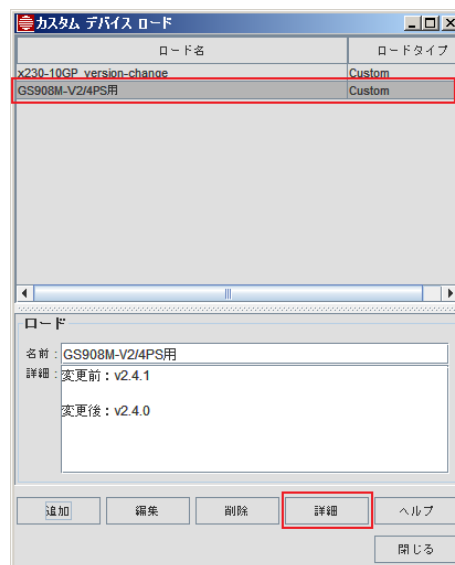 カスタム デバイス ロード
ロード名 ロードタイプ
x230-10GP_version-change Custom
GS908M-V2/4PS用 Custom
ロード
名前 : GS908M-V2/4PS用
詳細 : 変更前：v2.4.1
変更後：v2.4.0
追加 編集 削除 詳細 ヘルプ
閉じる